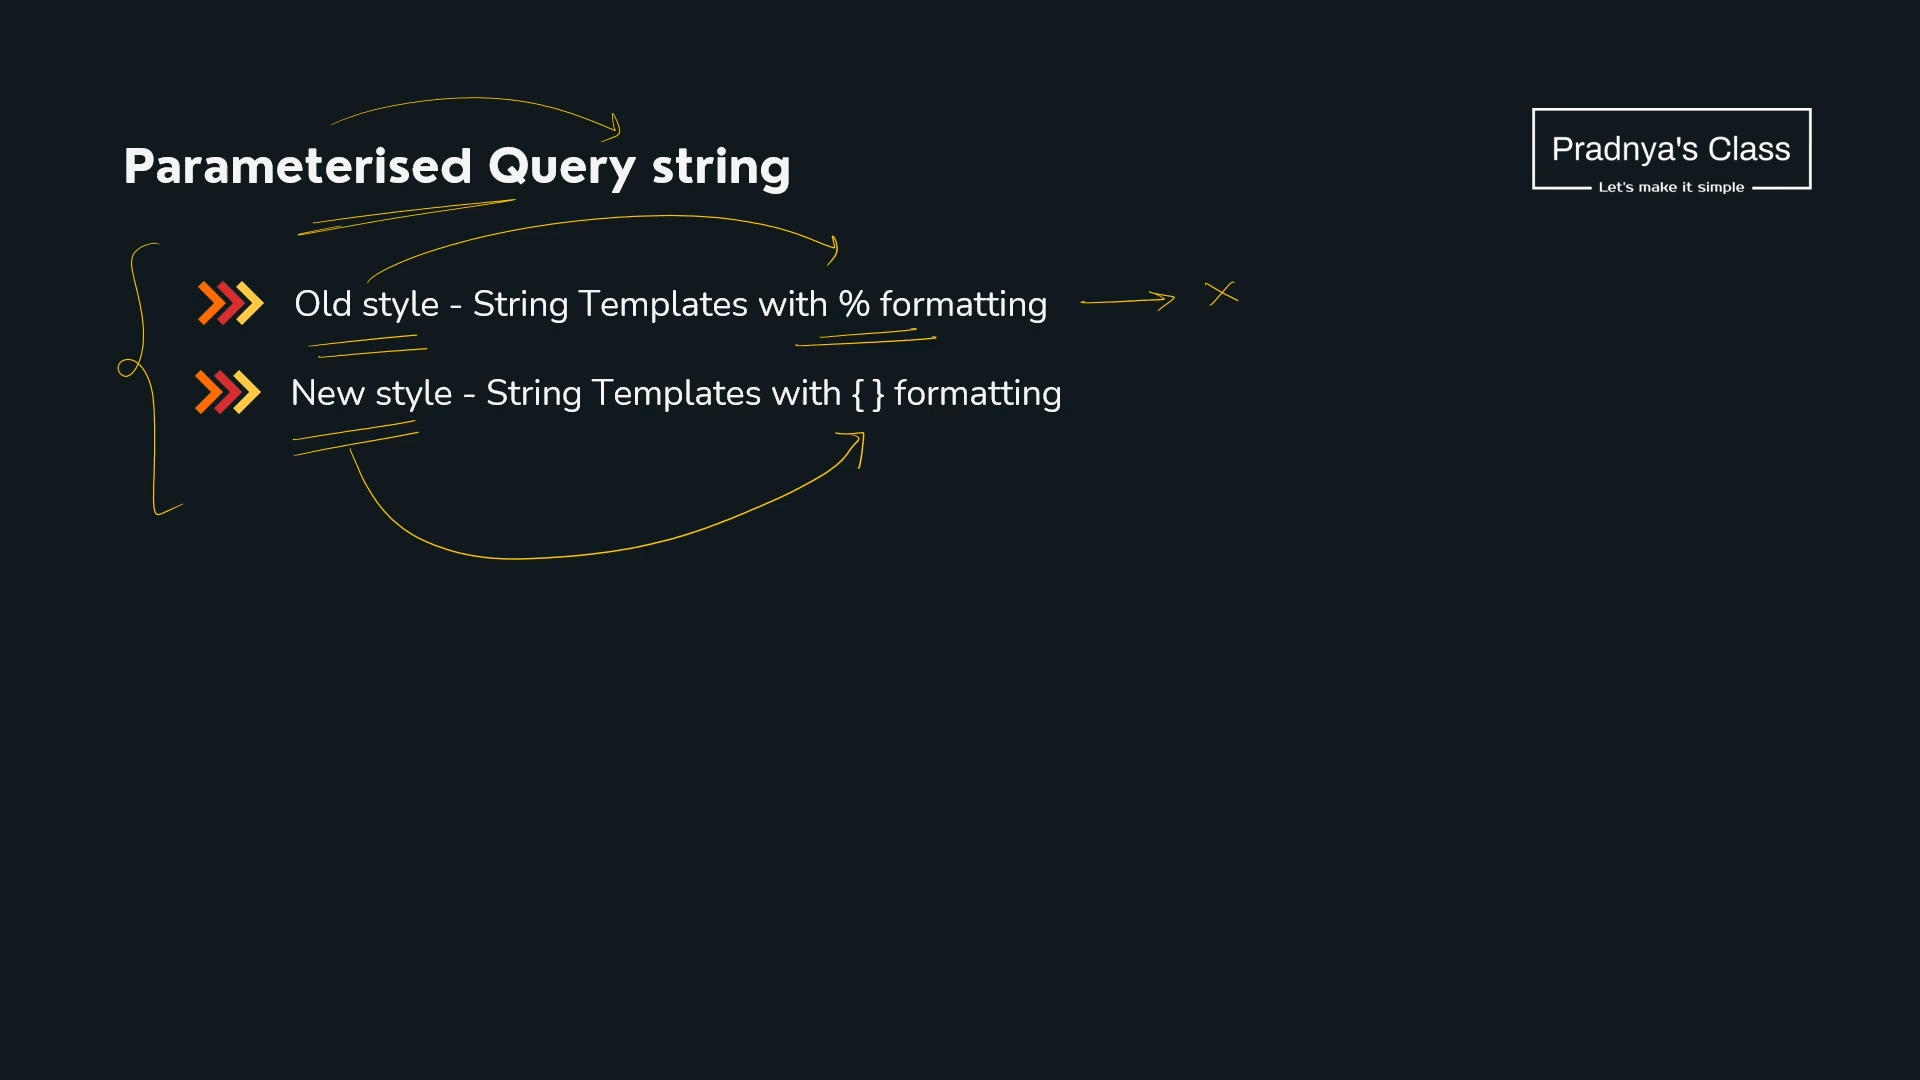 Parameterised Query string
Pradnya's Class
Let's make it simple
Old style - String Templates with % formatting
New style - String Templates with { } formatting